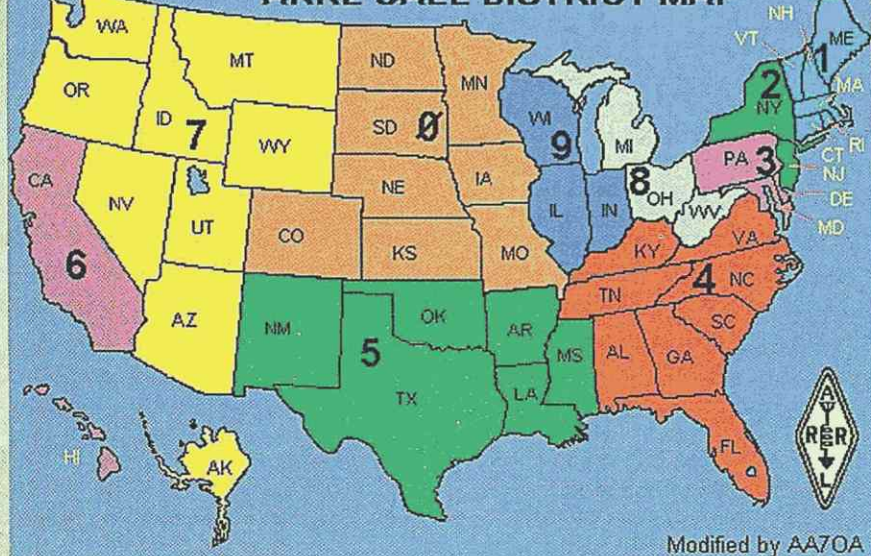 ARRL CALL DISTRICT MAP
WA
MT
ND
MN
NH
VT
ME
1
OR
ID
7
WY
SD
Ø
WI
9
MI
2
NY
MA
RI
CT
NJ
PA
3
DE
MD
CA
6
NV
UT
CO
NE
IA
KS
MO
IL
IN
8
OH
WV
VA
KY
4
NC
TN
SC
AZ
NM
5
OK
TX
AR
LA
MS
AL
GA
FL
HI
AK
A
R R
L
Modified by AA7OA